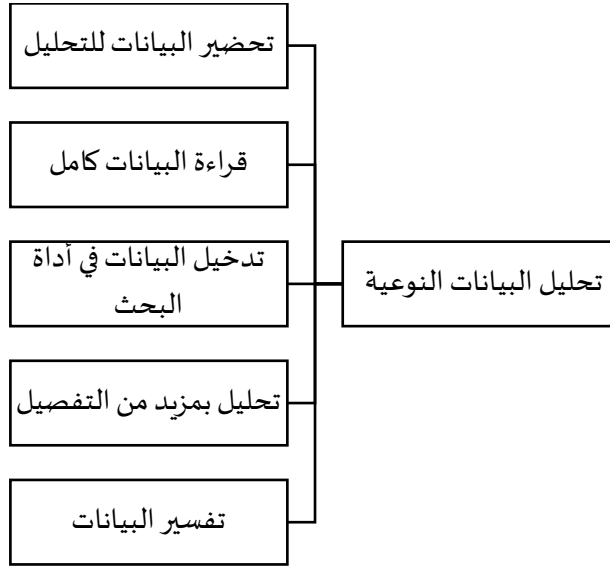 تحليل البيانات النوعية
تحضير البيانات للتحليل
قراءة البيانات كامل
تدخيل البيانات في أداة
البحث
تحليل بمزيد من التفصيل
تفسير البيانات